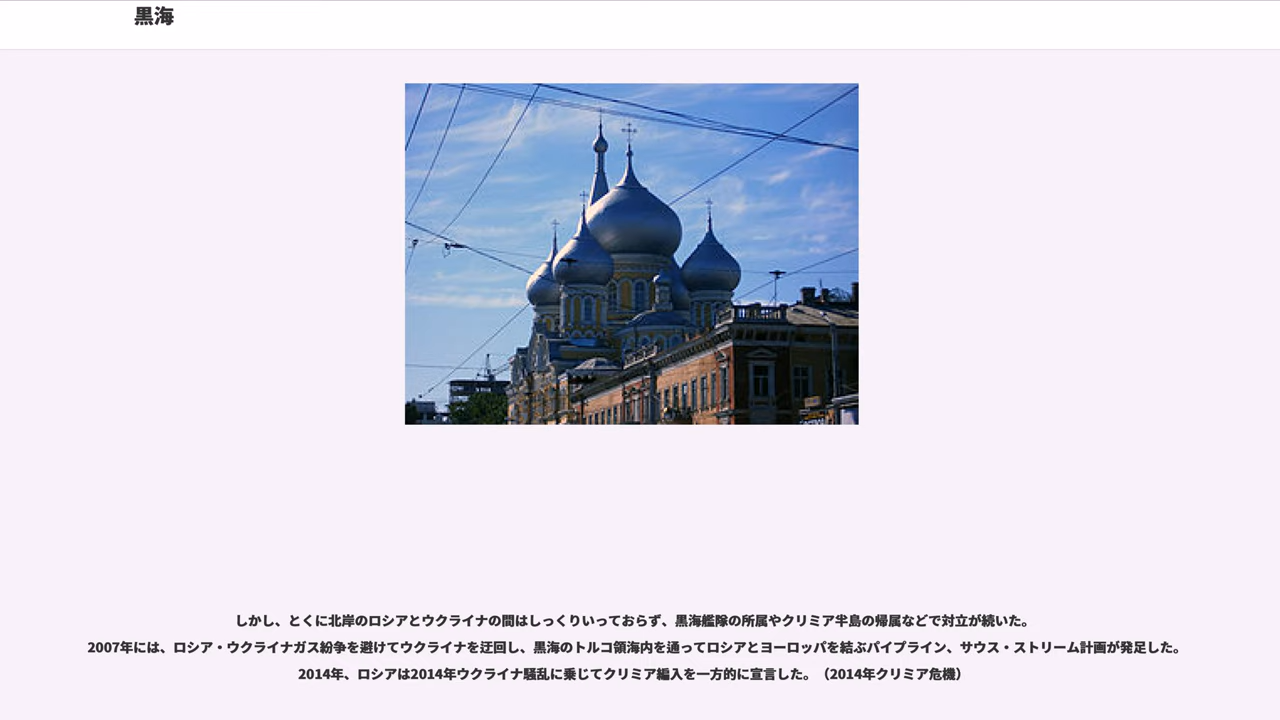 黒海
しかし、とくに北岸のロシアとウクライナの間はしっくりいっておらず、黒海艦隊の所属やクリミア半島の帰属などで対立が続いた。
2007年には、ロシア・ウクライナガス紛争を避けてウクライナを迂回し、黒海のトルコ領海内を通ってロシアとヨーロッパを結ぶパイプライン、サウス・ストリーム計画が発足した。
2014年、ロシアは2014年ウクライナ騒乱に乗じてクリミア編入を一方的に宣言した。（2014年クリミア危機）